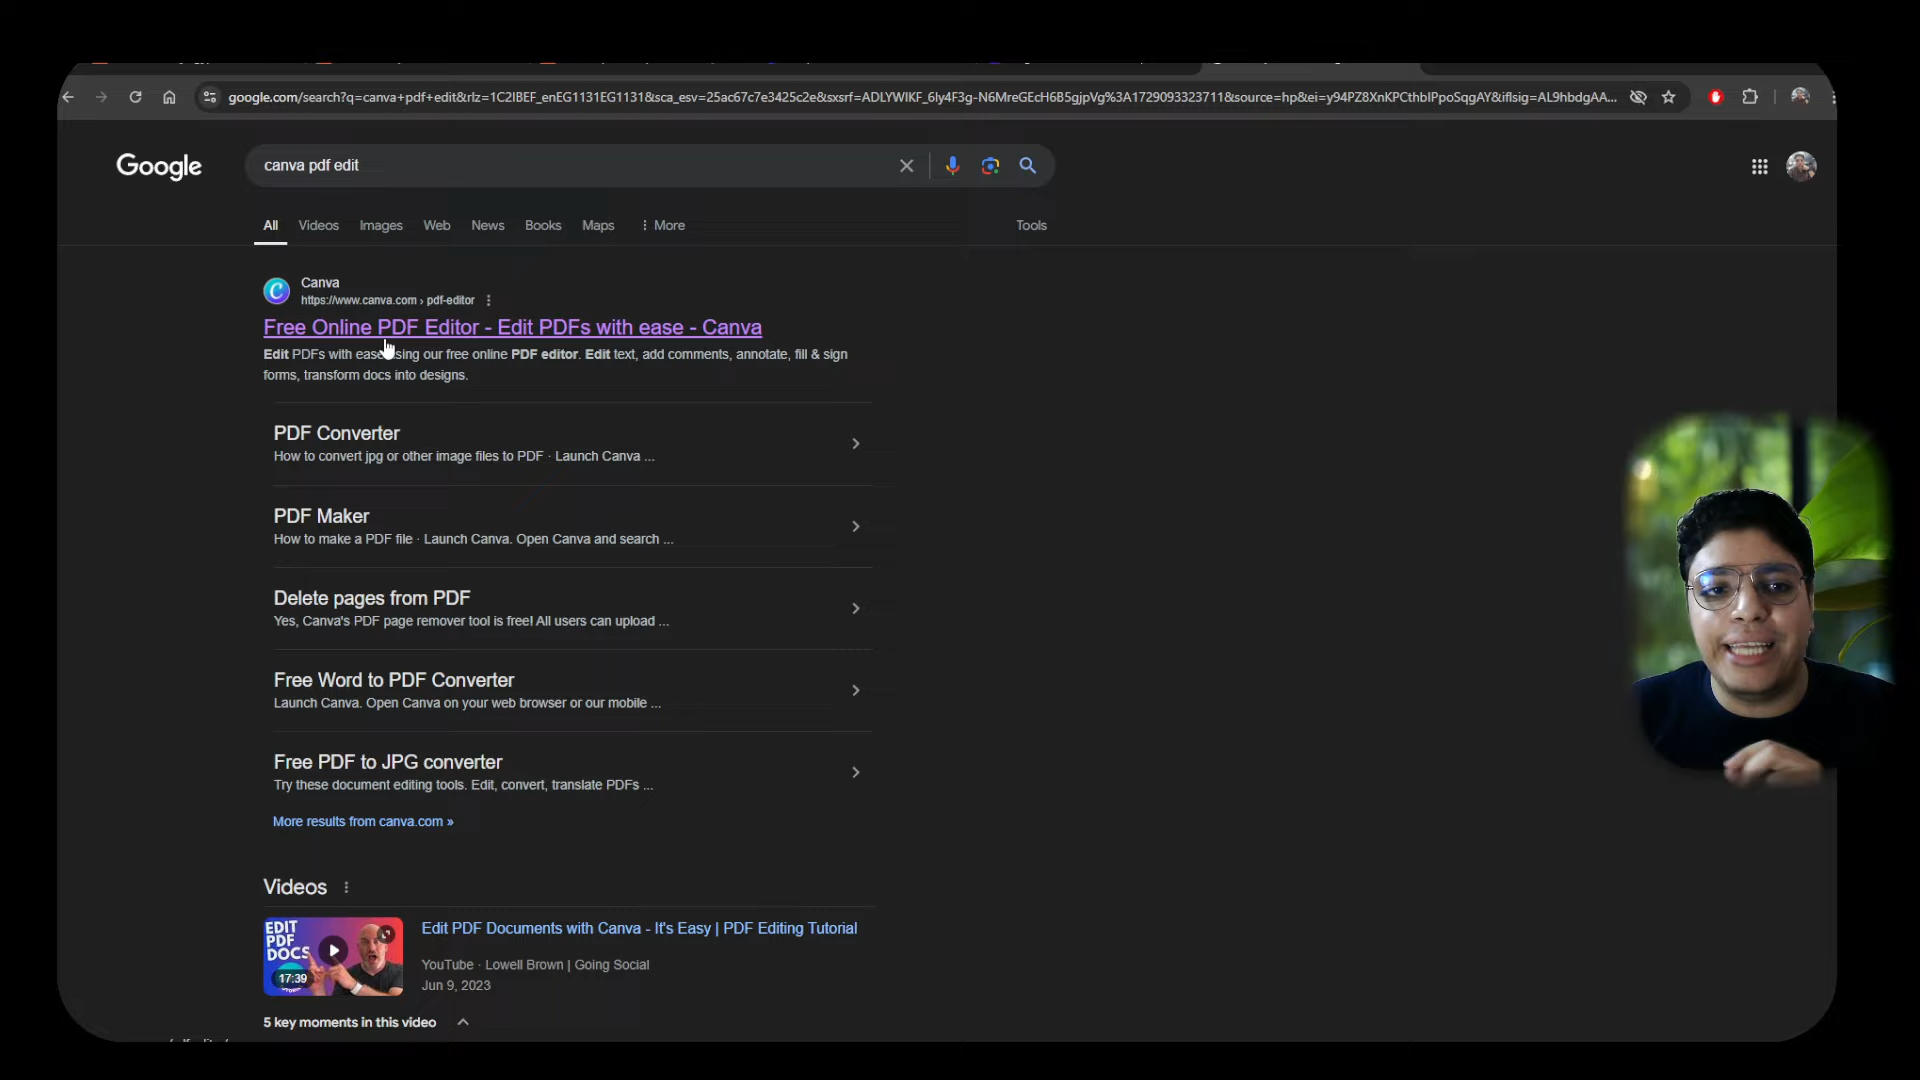 google.com/search?q=canva+pdf+edit&rlz=1C2IBEF_enEG1131EG1131&sca_esv=25ac67c7e3425c2e&sxsrf=ADLYWIKF_6ly4F3g-N6MreGEcH6B5gjpVg%3A1729093323711&source=hp&ei=y94PZ8XnKPCthbIPpoSqgAY&iflsig=AL9hbdgAA...
Google
canva pdf edit
All Videos Images Web News Books Maps More Tools
Canva
https://www.canva.com › pdf-editor
Free Online PDF Editor - Edit PDFs with ease - Canva
Edit PDFs with ease using our free online PDF editor. Edit text, add comments, annotate, fill & sign
forms, transform docs into designs.
PDF Converter
How to convert jpg or other image files to PDF · Launch Canva ...
PDF Maker
How to make a PDF file · Launch Canva. Open Canva and search ...
Delete pages from PDF
Yes, Canva's PDF page remover tool is free! All users can upload ...
Free Word to PDF Converter
Launch Canva. Open Canva on your web browser or our mobile ...
Free PDF to JPG converter
Try these document editing tools. Edit, convert, translate PDFs ...
More results from canva.com »
Videos
EDIT
PDF
DOCS
17:39
Edit PDF Documents with Canva - It's Easy | PDF Editing Tutorial
YouTube · Lowell Brown | Going Social
Jun 9, 2023
5 key moments in this video